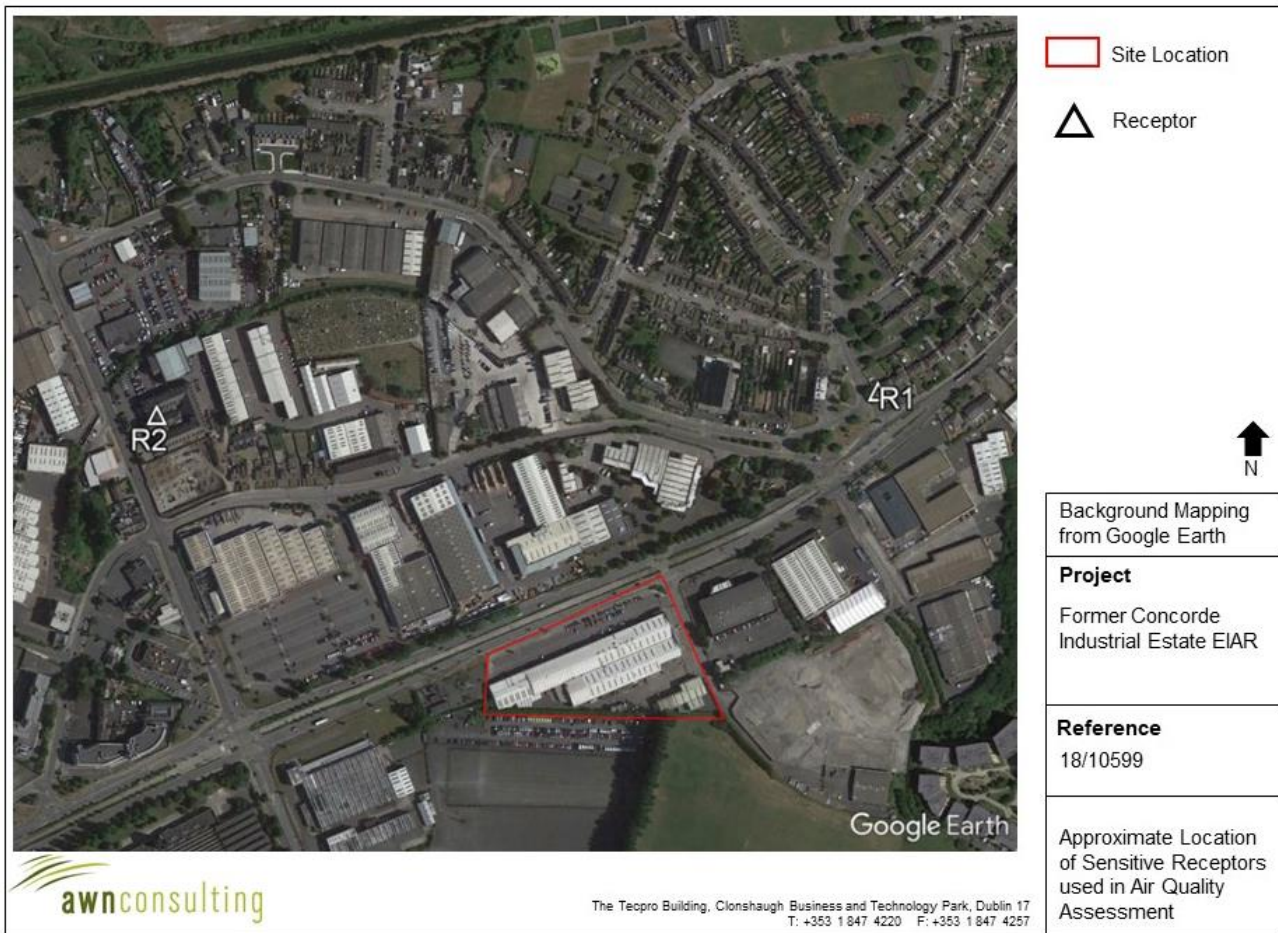 Site Location
Receptor
R1
R2
N
Google Earth
Background Mapping
from Google Earth
Project
Former Concorde
Industrial Estate EIAR
Reference
18/10599
Approximate Location
of Sensitive Receptors
used in Air Quality
Assessment
awnconsulting
The Tecpro Building, Clonshaugh Business and Technology Park, Dublin 17
T: +353 1 847 4220 F: +353 1 847 4257